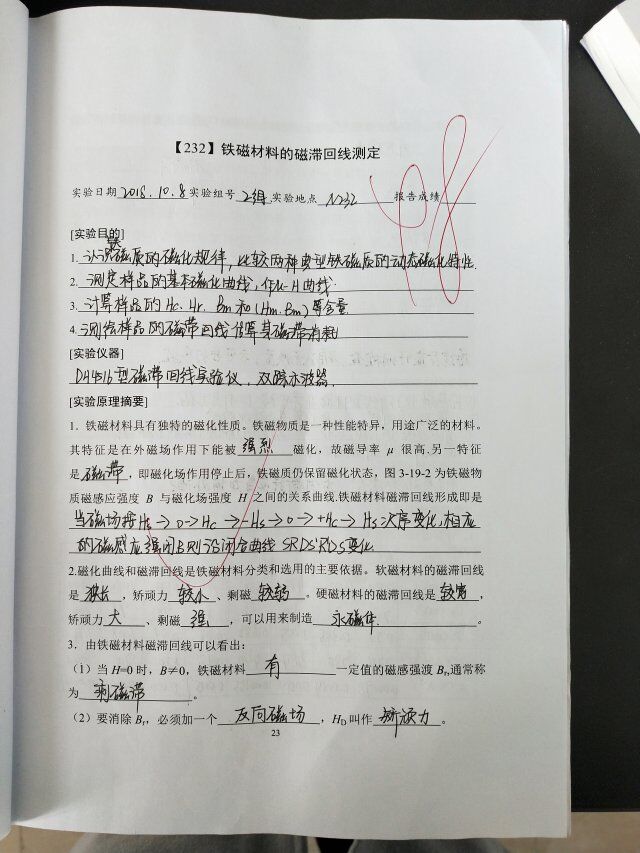 【232】铁磁材料的磁滞回线测定
实验日期 2018.10.8 实验组号 2组 实验地点 N232 报告成绩 98
[实验目的]
1. 认识铁磁质的磁化规律，比较两种典型铁磁质的动态磁化特性.
2. 测定样品的基本磁化曲线，作μ-H曲线.
3. 计算样品的Hc、Hr、Bm和(Hm.Bm)等含量.
4. 测绘样品的磁滞回线 估算其磁滞消耗
[实验仪器]
DH4516型磁滞回线实验仪，双踪示波器.
[实验原理摘要]
1．铁磁材料具有独特的磁化性质。铁磁物质是一种性能特异，用途广泛的材料。
其特征是在外磁场作用下能被 强烈 磁化，故磁导率 μ 很高.另一特征
是 磁滞 ，即磁化场作用停止后，铁磁质仍保留磁化状态，图 3-19-2 为铁磁物
质磁感应强度 B 与磁化场强度 H 之间的关系曲线.铁磁材料磁滞回线形成即是
当磁场按Hs→0→Hc→-Hs→0→+Hc→Hs次序变化，相应
的磁感应强 B则沿闭合曲线 SRDS'R'D'S变化.
2.磁化曲线和磁滞回线是铁磁材料分类和选用的主要依据。软磁材料的磁滞回线
是 狭长 ，矫顽力 较小 、剩磁 较弱 。硬磁材料的磁滞回线是 较宽 ，
矫顽力 大 、剩磁 强 ，可以用来制造 永磁体. 。
3．由铁磁材料磁滞回线可以看出：
（1）当 H=0 时，B≠0，铁磁材料 有 一定值的磁感强渡 Br,通常称
为 剩磁滞 。
（2）要消除 Br，必须加一个 反向磁场 ，HD 叫作 矫顽力 。
23